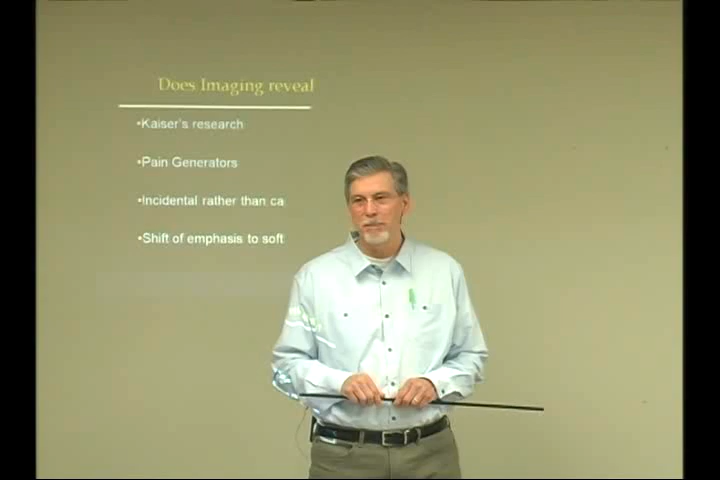 Does Imaging reveal
•Kaiser's research
•Pain Generators
•Incidental rather than ca
•Shift of emphasis to soft